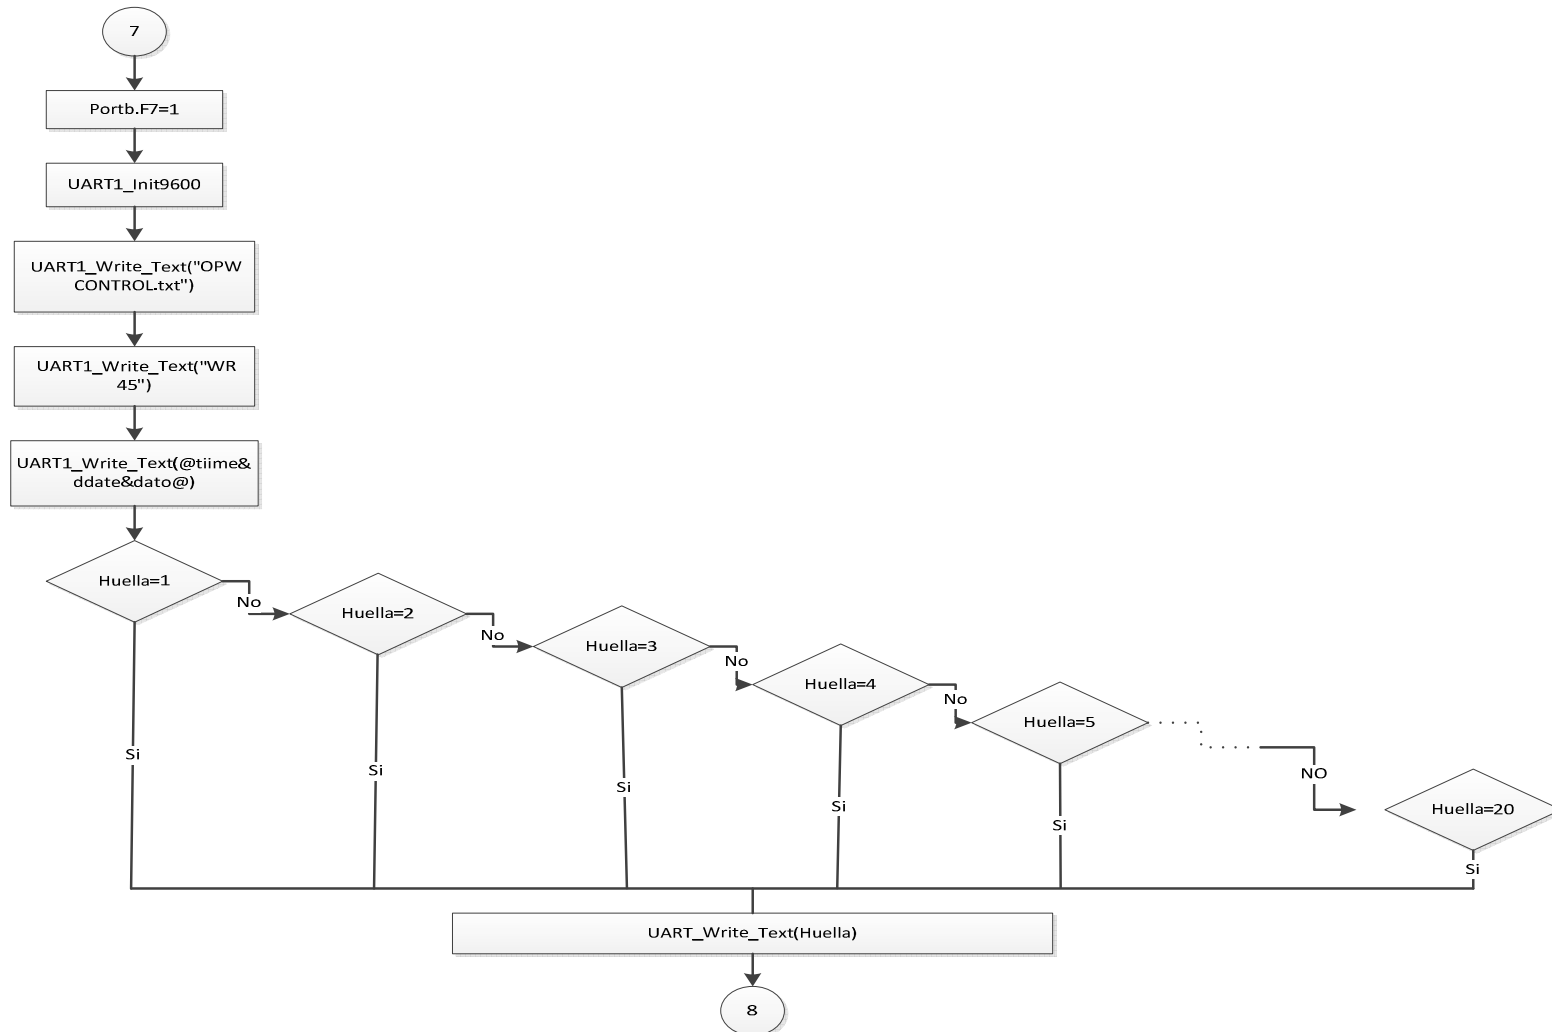 7
Portb.F7=1
UART1_Init9600
UART1_Write_Text("OPW
CONTROL.txt")
UART1_Write_Text("WR
45")
UART1_Write_Text(@tiime&
ddate&dato@)
Huella=1
No
Huella=2
No
Huella=3
No
Huella=4
No
Huella=5
NO
Huella=20
Si
Si
Si
Si
Si
Si
UART_Write_Text(Huella)
8